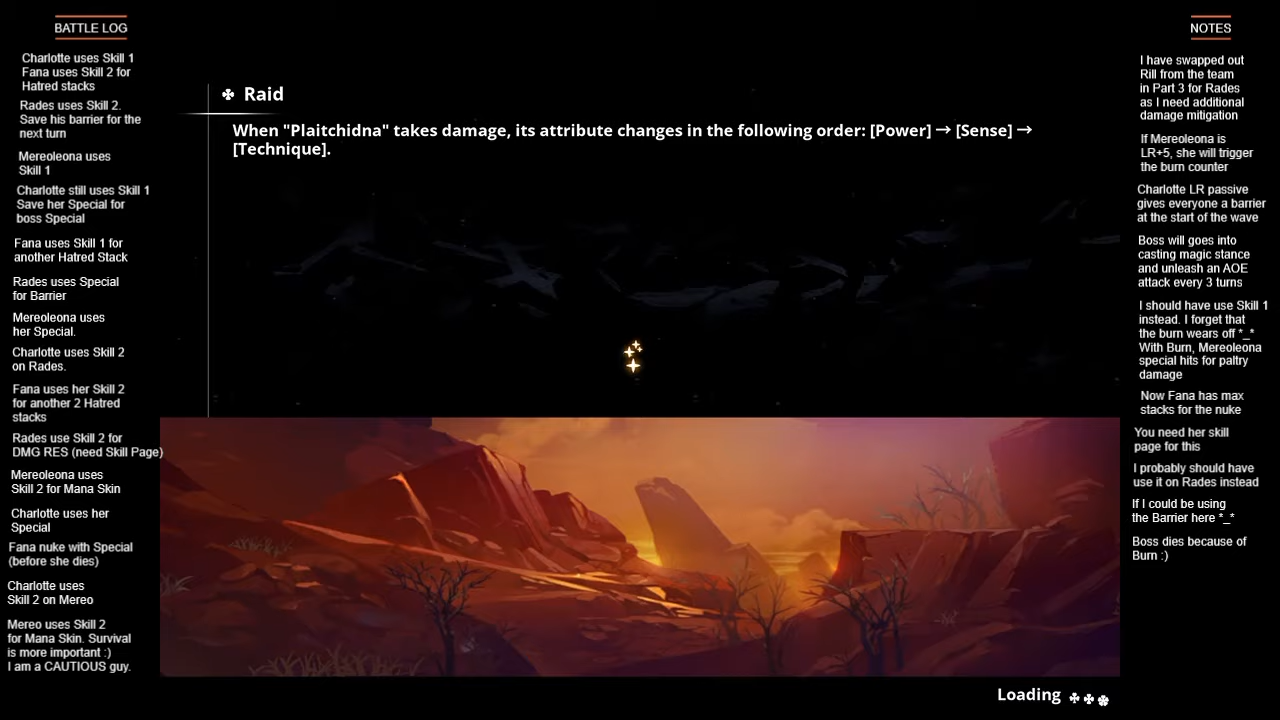 BATTLE LOG
Charlotte uses Skill 1
Fana uses Skill 2 for
Hatred stacks
Rades uses Skill 2.
Save his barrier for the
next turn
Mereoleona uses
Skill 1
Charlotte still uses Skill 1
Save her Special for
boss Special
Fana uses Skill 1 for
another Hatred Stack
Rades uses Special
for Barrier
Mereoleona uses
her Special.
Charlotte uses Skill 2
on Rades.
Fana uses her Skill 2
for another 2 Hatred
stacks
Rades use Skill 2 for
DMG RES (need Skill Page)
Mereoleona uses
Skill 2 for Mana Skin
Charlotte uses her
Special
Fana nuke with Special
(before she dies)
Charlotte uses
Skill 2 on Mereo
Mereo uses Skill 2
for Mana Skin. Survival
is more important :)
I am a CAUTIOUS guy.
Raid
When "Plaitchidna" takes damage, its attribute changes in the following order: [Power] → [Sense] →
[Technique].
Loading
NOTES
I have swapped out
Rill from the team
in Part 3 for Rades
as I need additional
damage mitigation
If Mereoleona is
LR+5, she will trigger
the burn counter
Charlotte LR passive
gives everyone a barrier
at the start of the wave
Boss will goes into
casting magic stance
and unleash an AOE
attack every 3 turns
I should have use Skill 1
instead. I forget that
the burn wears off *_*
With Burn, Mereoleona
special hits for paltry
damage
Now Fana has max
stacks for the nuke
You need her skill
page for this
I probably should have
use it on Rades instead
If I could be using
the Barrier here *_*
Boss dies because of
Burn :)